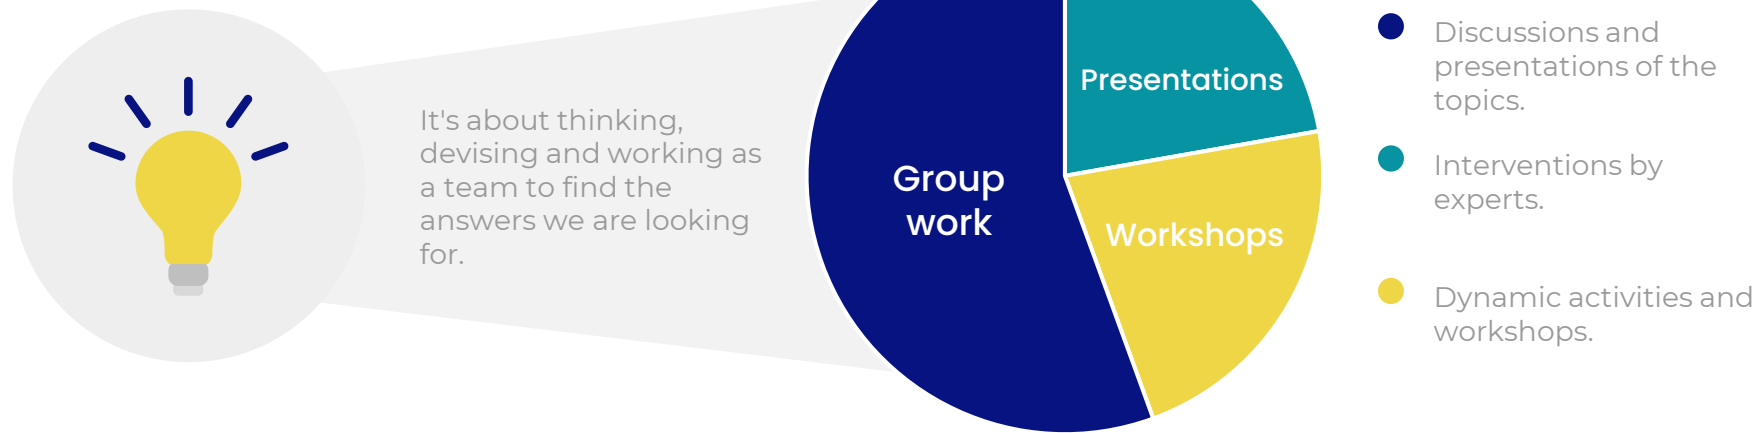 It's about thinking,
devising and working as
a team to find the
answers we are looking
for.
Group
work
Presentations
Workshops
Discussions and
presentations of the
topics.
Interventions by
experts.
Dynamic activities and
workshops.